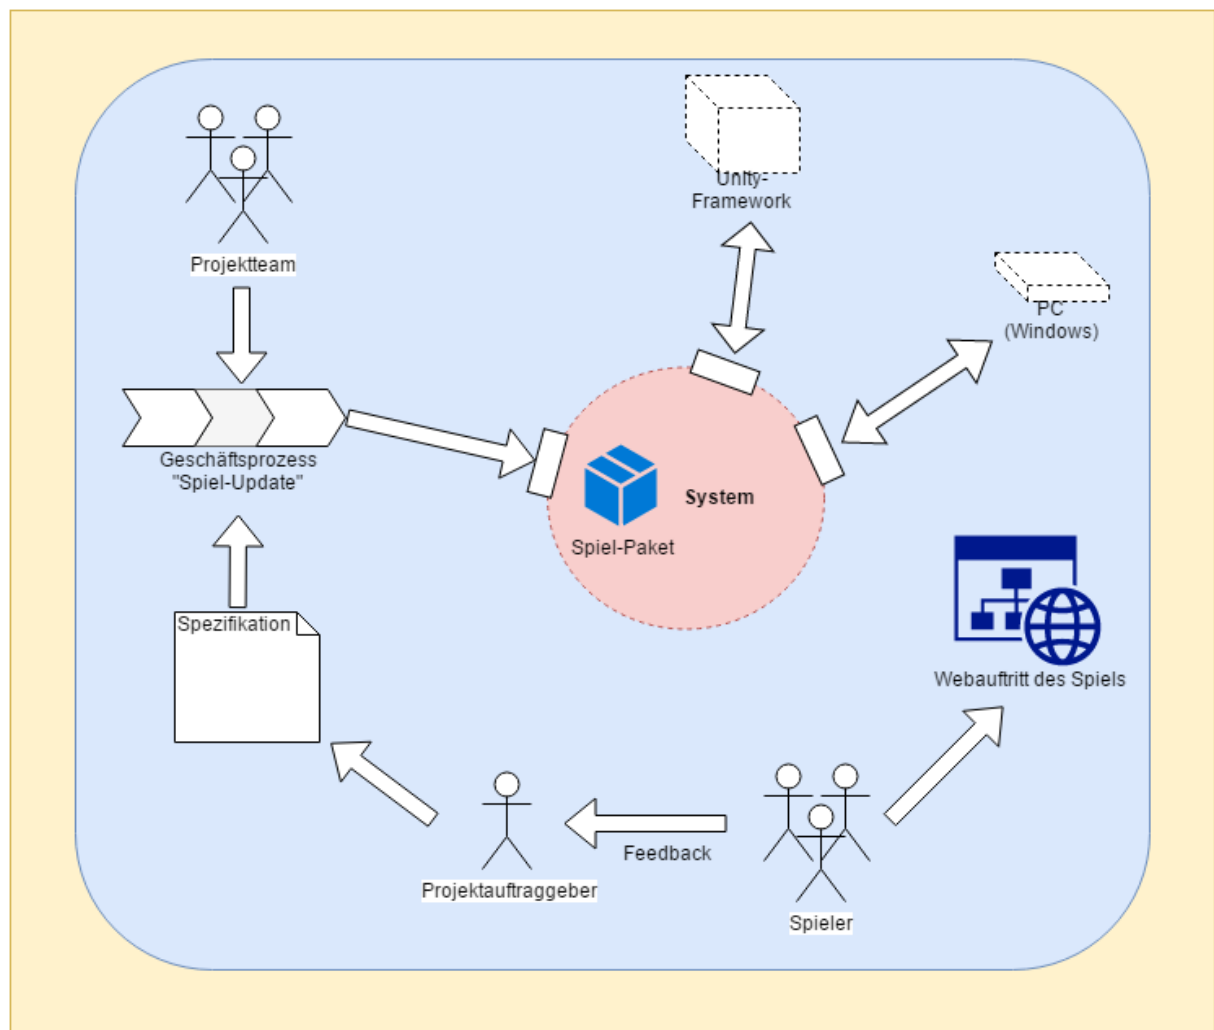 Unity-
Framework
Projektteam
PC
(Windows)
Geschäftsprozess
"Spiel-Update"
System
Spiel-Paket
Spezifikation
Webauftritt des Spiels
Feedback
Projektauftraggeber
Spieler